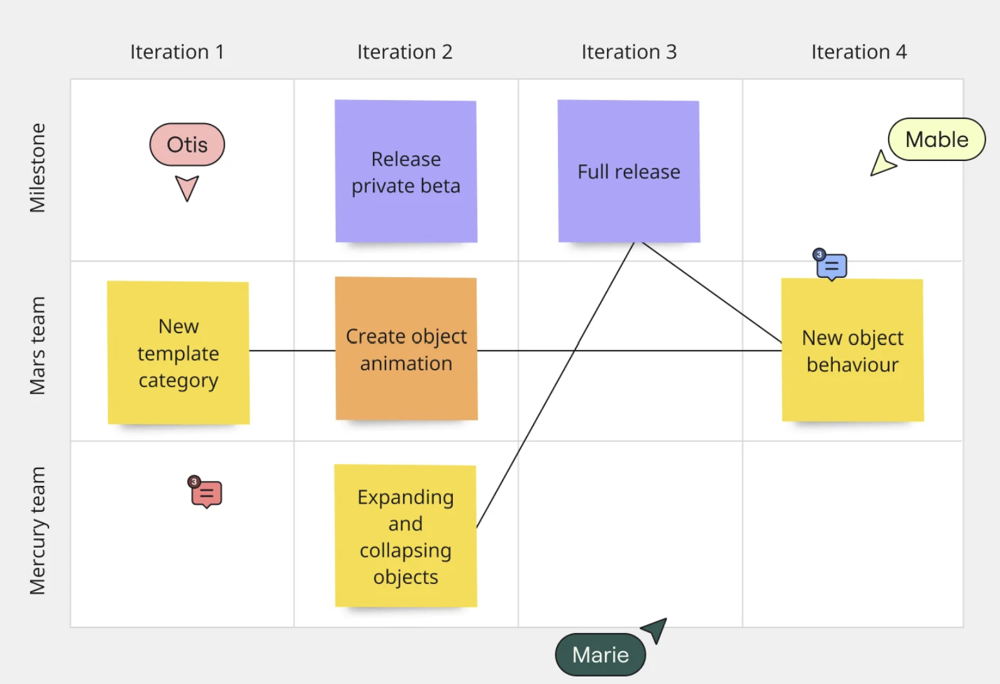 Iteration 1
Iteration 2
Iteration 3
Iteration 4
Milestone
Otis
Release
private beta
Full release
Mable
Mars team
New
template
category
Create object
animation
3
New object
behaviour
Mercury team
3
Expanding
and
collapsing
objects
Marie